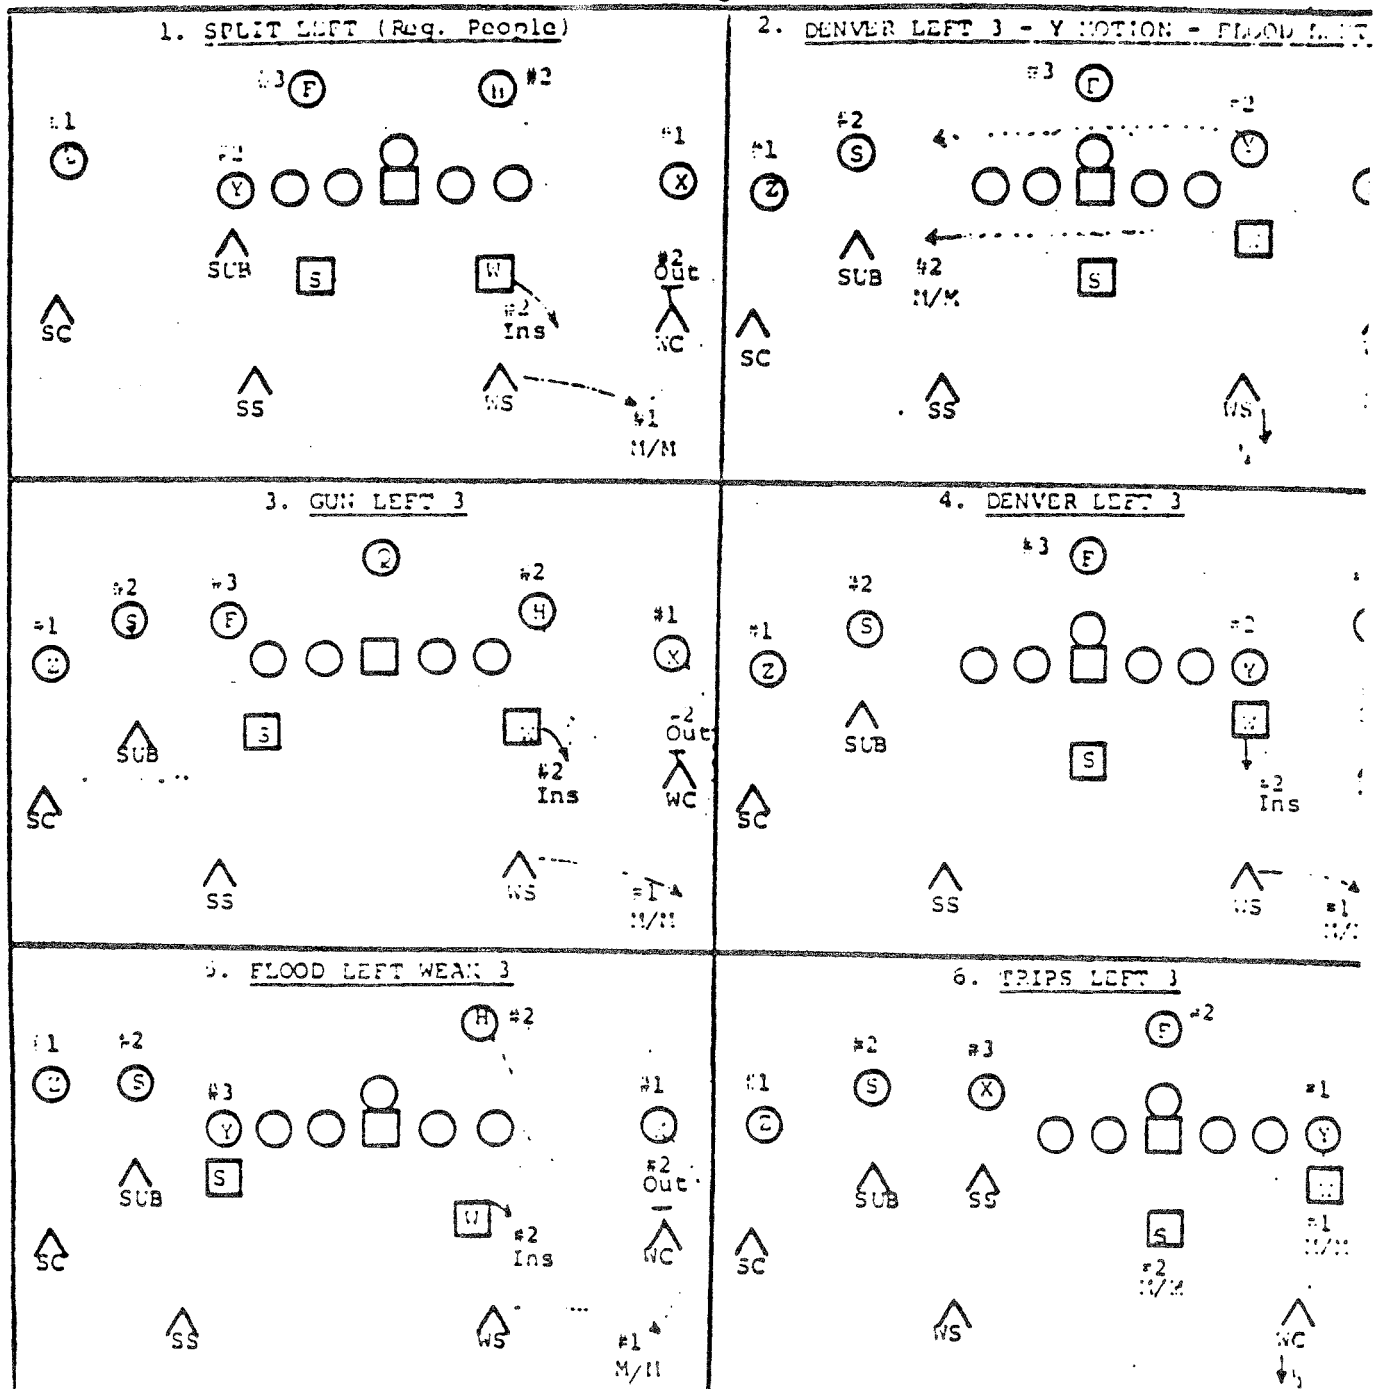 1. SPLIT LEFT (Reg. People)
#3 F
#2
#1
#2
Y
#1
X
SUB
S
W
#2
Ins
#2
Out
SC
WC
SS
WS
#1
M/M
2. DENVER LEFT 3 - Y MOTION - FLOOD
#3
#2
#2
#1
S
Y
Z
SUB
#2
M/M
S
SC
SS
WS
3. GUN LEFT 3
#2
#3
#2
#1
S
F
H
X
SUB
S
#2
Out
#2
Ins
SC
WC
SS
WS
#1
M/M
4. DENVER LEFT 3
#3 F
#2
#1
S
#2
Z
Y
SUB
W
S
#2
Ins
SC
SS
WS
#1
5. FLOOD LEFT WEAK 3
H #2
#1
#2
S
#3
#1
Y
SUB
S
W
#2
Out
#2
Ins
SC
WC
SS
WS
#1
M/M
6. TRIPS LEFT 3
F #2
#2
#3
#1
S
X
#1
Z
Y
SUB
SS
S
#1
M/M
#2
M/M
SC
WS
WC